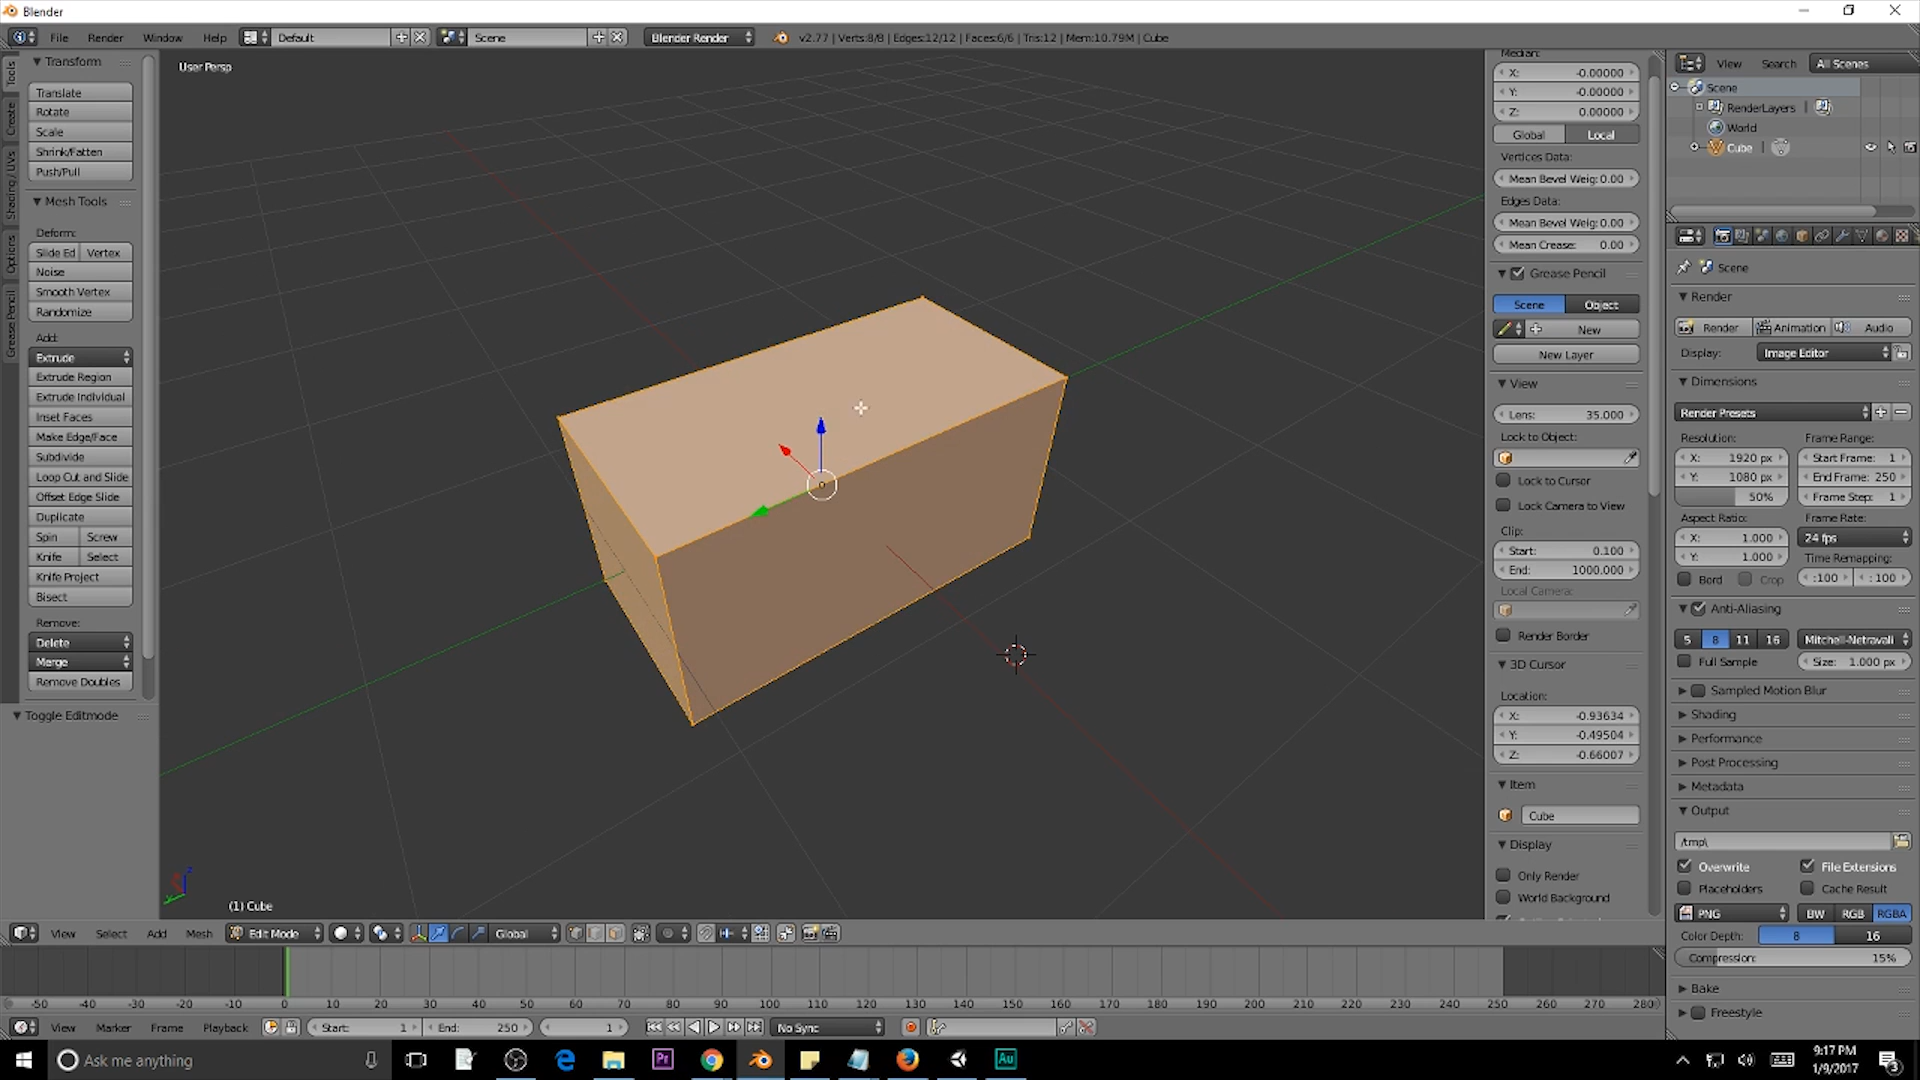 Blender
File Render Window Help Default Scene Blender Render v2.77 | Verts:8/8 | Edges:12/12 | Faces:6/6 | Tris:12 | Mem:10.79M | Cube
Tools
Create
Shading / UVs
Options
Grease Pencil
Transform
Translate
Rotate
Scale
Shrink/Fatten
Push/Pull
Mesh Tools
Deform:
Slide Ed Vertex
Noise
Smooth Vertex
Randomize
Add:
Extrude
Extrude Region
Extrude Individual
Inset Faces
Make Edge/Face
Subdivide
Loop Cut and Slide
Offset Edge Slide
Duplicate
Spin Screw
Knife Select
Knife Project
Bisect
Remove:
Delete
Merge
Remove Doubles
Toggle Editmode
User Persp
(1) Cube
Median:
X: -0.00000
Y: -0.00000
Z: 0.00000
Global Local
Vertices Data:
Mean Bevel Weig: 0.00
Edges Data:
Mean Bevel Weig: 0.00
Mean Crease: 0.00
Grease Pencil
Scene Object
New
New Layer
View
Lens: 35.000
Lock to Object:
Lock to Cursor
Lock Camera to View
Clip:
Start: 0.100
End: 1000.000
Local Camera:
Render Border
3D Cursor
Location:
X: -0.93634
Y: -0.49504
Z: -0.66007
Item
Cube
Display
Only Render
World Background
View Search All Scenes
Scene
RenderLayers |
World
Cube |
Scene
Render
Render Animation Audio
Display: Image Editor
Dimensions
Render Presets
Resolution: Frame Range:
X: 1920 px Start Frame: 1
Y: 1080 px End Frame: 250
50% Frame Step: 1
Aspect Ratio: Frame Rate:
X: 1.000 24 fps
Y: 1.000 Time Remapping:
Bord Crop :100 : 100
Anti-Aliasing
5 8 11 16 Mitchell-Netravali
Full Sample Size: 1.000 px
Sampled Motion Blur
Shading
Performance
Post Processing
Metadata
Output
/tmp\
Overwrite File Extensions
Placeholders Cache Result
PNG BW RGB RGBA
Color Depth: 8 16
Compression: 15%
Bake
Freestyle
View Select Add Mesh Edit Mode Global
-50 -40 -30 -20 -10 0 10 20 30 40 50 60 70 80 90 100 110 120 130 140 150 160 170 180 190 200 210 220 230 240 250 260 270 280
View Marker Frame Playback Start: 1 End: 250 1 No Sync
Ask me anything Pr Au
9:17 PM
1/9/2017
3